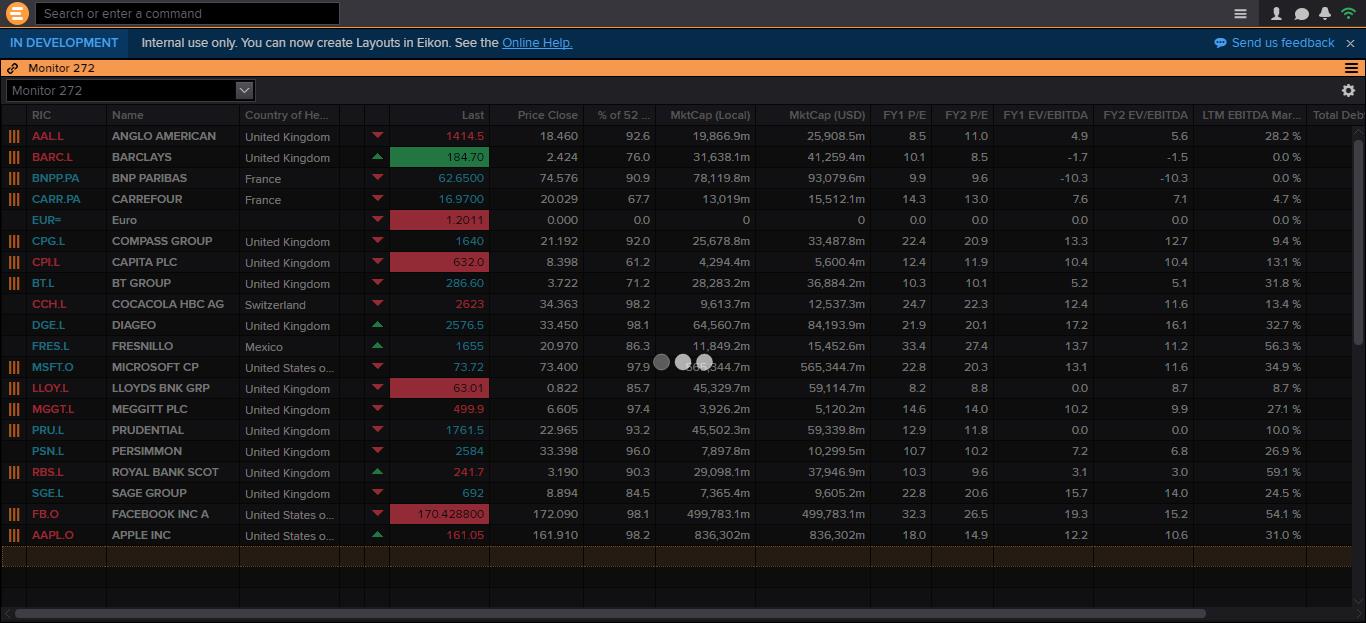 Search or enter a command
IN DEVELOPMENT Internal use only. You can now create Layouts in Eikon. See the Online Help. Send us feedback
Monitor 272
Monitor 272
RIC Name Country of He... Last Price Close % of 52 ... MktCap (Local) MktCap (USD) FY1 P/E FY2 P/E FY1 EV/EBITDA FY2 EV/EBITDA LTM EBITDA Mar... Total Deb
AAL.L ANGLO AMERICAN United Kingdom 1414.5 18.460 92.6 19,866.9m 25,908.5m 8.5 11.0 4.9 5.6 28.2 %
BARC.L BARCLAYS United Kingdom 184.70 2.424 76.0 31,638.1m 41,259.4m 10.1 8.5 -1.7 -1.5 0.0 %
BNPP.PA BNP PARIBAS France 62.6500 74.576 90.9 78,119.8m 93,079.6m 9.9 9.6 -10.3 -10.3 0.0 %
CARR.PA CARREFOUR France 16.9700 20.029 67.7 13,019m 15,512.1m 14.3 13.0 7.6 7.1 4.7 %
EUR= Euro 1.2011 0.000 0.0 0 0 0.0 0.0 0.0 0.0 0.0 %
CPG.L COMPASS GROUP United Kingdom 1640 21.192 92.0 25,678.8m 33,487.8m 22.4 20.9 13.3 12.7 9.4 %
CPI.L CAPITA PLC United Kingdom 632.0 8.398 61.2 4,294.4m 5,600.4m 12.4 11.9 10.4 10.4 13.1 %
BT.L BT GROUP United Kingdom 286.60 3.722 71.2 28,283.2m 36,884.2m 10.3 10.1 5.2 5.1 31.8 %
CCH.L COCACOLA HBC AG Switzerland 2623 34.363 98.2 9,613.7m 12,537.3m 24.7 22.3 12.4 11.6 13.4 %
DGE.L DIAGEO United Kingdom 2576.5 33.450 98.1 64,560.7m 84,193.9m 21.9 20.1 17.2 16.1 32.7 %
FRES.L FRESNILLO Mexico 1655 20.970 86.3 11,849.2m 15,452.6m 33.4 27.4 13.7 11.2 56.3 %
MSFT.O MICROSOFT CP United States o... 73.72 73.400 97.9 565,344.7m 565,344.7m 22.8 20.3 13.1 11.6 34.9 %
LLOY.L LLOYDS BNK GRP United Kingdom 63.01 0.822 85.7 45,329.7m 59,114.7m 8.2 8.8 0.0 8.7 8.7 %
MGGT.L MEGGITT PLC United Kingdom 499.9 6.605 97.4 3,926.2m 5,120.2m 14.6 14.0 10.2 9.9 27.1 %
PRU.L PRUDENTIAL United Kingdom 1761.5 22.965 93.2 45,502.3m 59,339.8m 12.9 11.8 0.0 0.0 10.0 %
PSN.L PERSIMMON United Kingdom 2584 33.398 96.0 7,897.8m 10,299.5m 10.7 10.2 7.2 6.8 26.9 %
RBS.L ROYAL BANK SCOT United Kingdom 241.7 3.190 90.3 29,098.1m 37,946.9m 10.3 9.6 3.1 3.0 59.1 %
SGE.L SAGE GROUP United Kingdom 692 8.894 84.5 7,365.4m 9,605.2m 22.8 20.6 15.7 14.0 24.5 %
FB.O FACEBOOK INC A United States o... 170.428800 172.090 98.1 499,783.1m 499,783.1m 32.3 26.5 19.3 15.2 54.1 %
AAPL.O APPLE INC United States o... 161.05 161.910 98.2 836,302m 836,302m 18.0 14.9 12.2 10.6 31.0 %